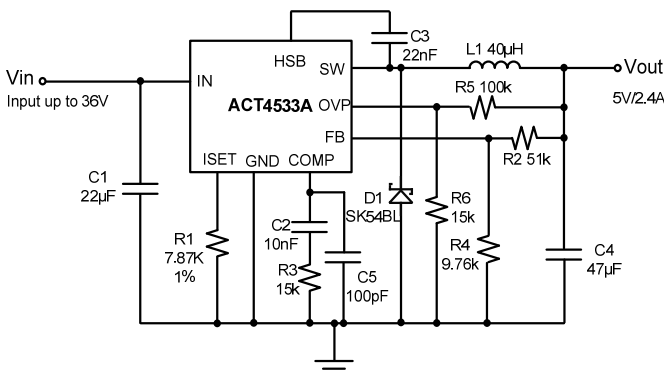 C3
22nF
L1 40μH
HSB
SW
Vin
IN
Vout
Input up to 36V
R5 100k
5V/2.4A
ACT4533A
OVP
FB
R2 51k
ISET
GND
COMP
C1
22μF
D1
SK54BL
R6
15k
R1
7.87K
1%
C2
10nF
R4
9.76k
C4
47μF
R3
15k
C5
100pF